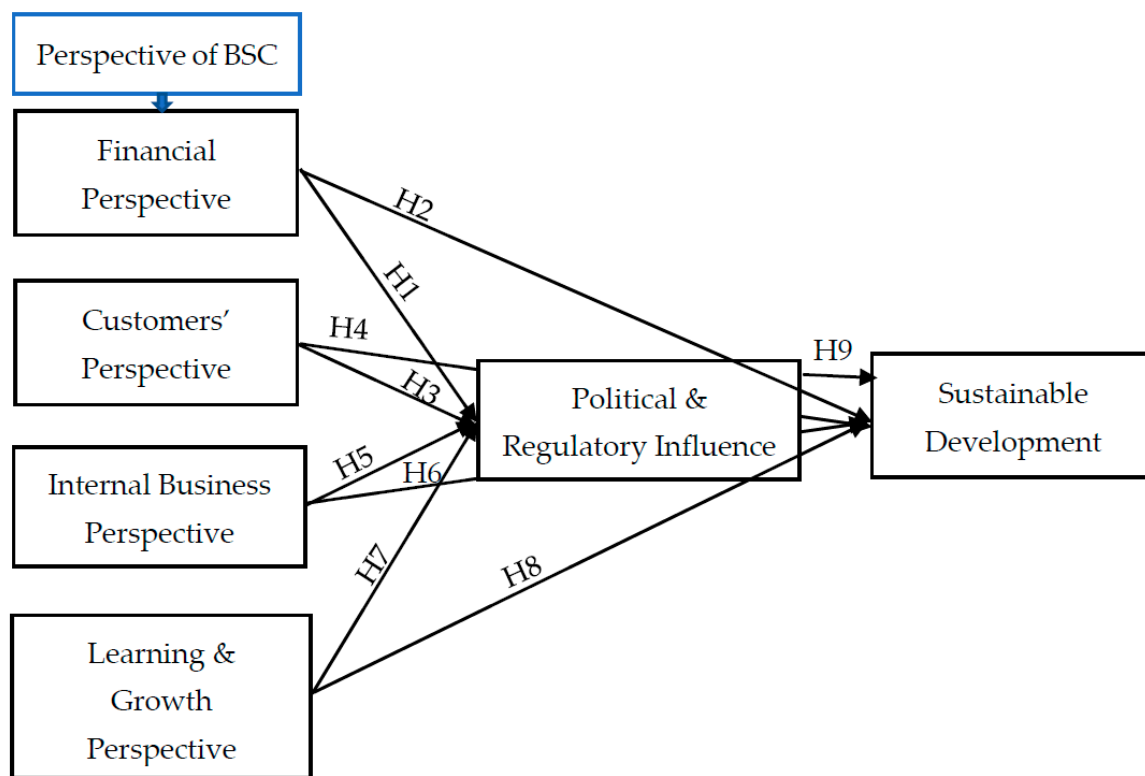 Perspective of BSC
Financial
Perspective
H2
H1
Customers’
Perspective
H4
H3
Political &
Regulatory Influence
H9
Sustainable
Development
Internal Business
Perspective
H5
H6
H7
H8
Learning &
Growth
Perspective